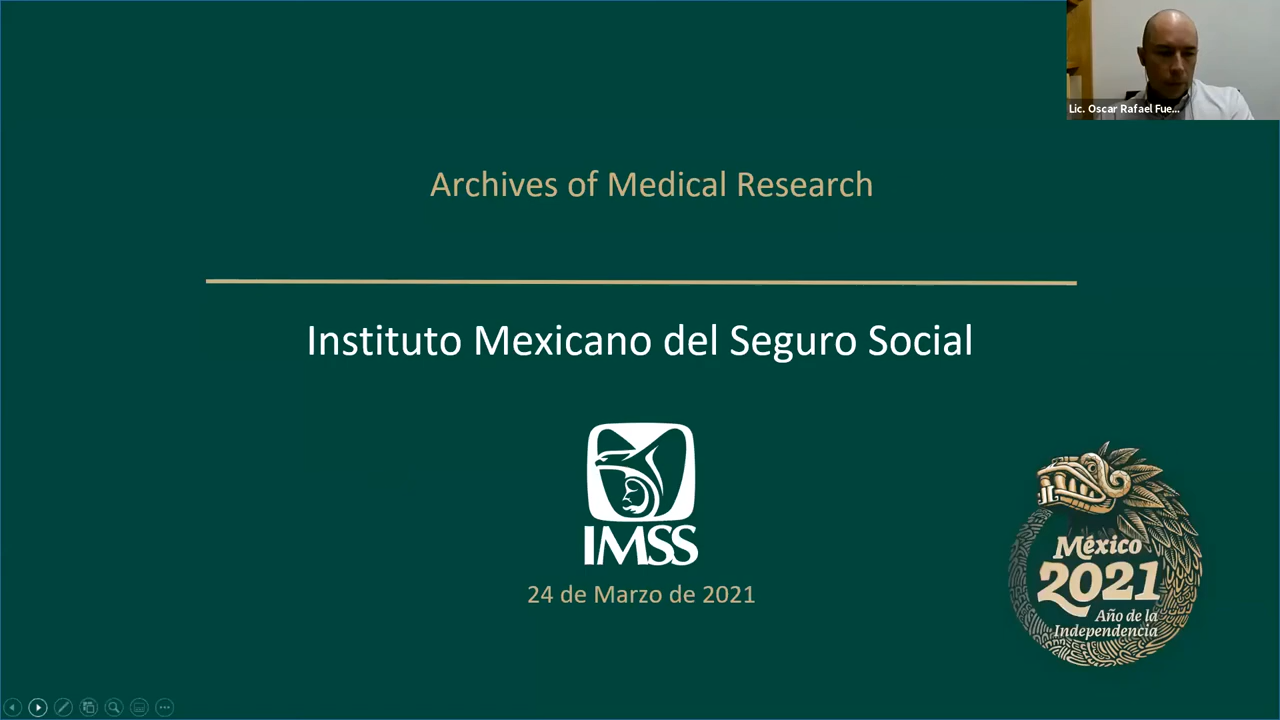 Lic. Oscar Rafael Fue...
Archives of Medical Research
Instituto Mexicano del Seguro Social
IMSS
24 de Marzo de 2021
México
2021
Año de la
Independencia